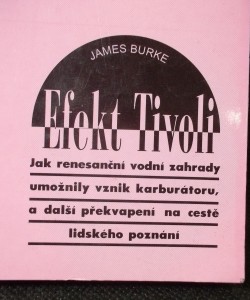 JAMES BURKE
Efekt Tivoli
Jak renesanční vodní zahrady
umožnily vznik karburátoru,
a další překvapení na cestě
lidského poznání